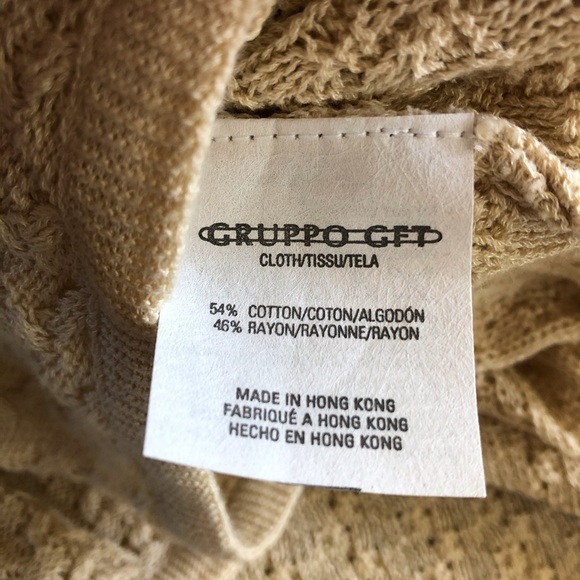 GRUPPO GFT
CLOTH/TISSU/TELA
54% COTTON/COTON/ALGODÓN
46% RAYON/RAYONNE/RAYON
MADE IN HONG KONG
FABRIQUÉ A HONG KONG
HECHO EN HONG KONG